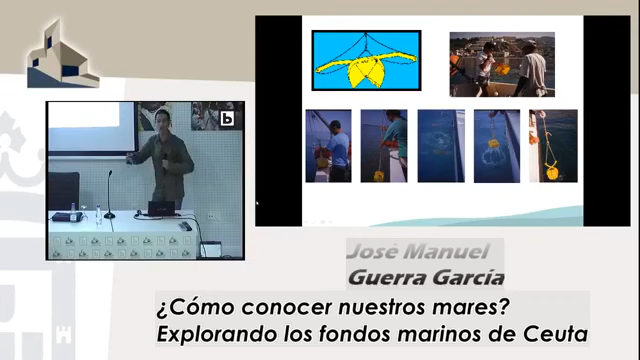 b
José Manuel
Guerra García
¿Cómo conocer nuestros mares?
Explorando los fondos marinos de Ceuta